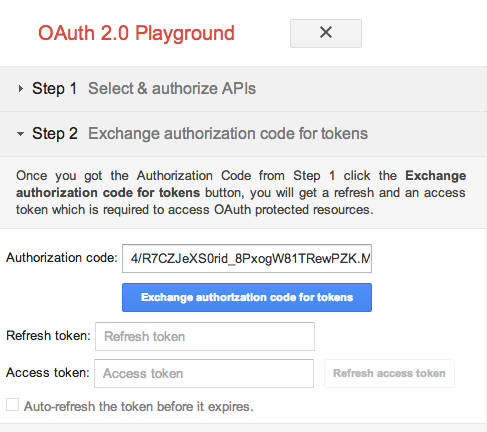 OAuth 2.0 Playground
Step 1 Select & authorize APIs
Step 2 Exchange authorization code for tokens
Once you got the Authorization Code from Step 1 click the Exchange
authorization code for tokens button, you will get a refresh and an access
token which is required to access OAuth protected resources.
Authorization code: 4/R7CZJeXS0rid_8PxogW81TRewPZK.M
Exchange authorization code for tokens
Refresh token: Refresh token
Access token: Access token Refresh access token
Auto-refresh the token before it expires.